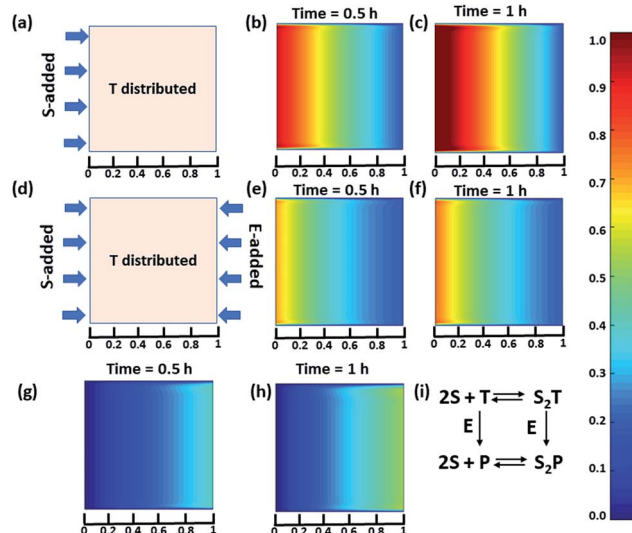 (a)
S-added
T distributed
0 0.2 0.4 0.6 0.8 1
(b)
Time = 0.5 h
0 0.2 0.4 0.6 0.8 1
(c)
Time = 1 h
0 0.2 0.4 0.6 0.8 1
1.0
0.9
0.8
0.7
0.6
0.5
0.4
0.3
0.2
0.1
0.0
(d)
S-added
T distributed
E-added
0 0.2 0.4 0.6 0.8 1
(e)
Time = 0.5 h
0 0.2 0.4 0.6 0.8 1
(f)
Time = 1 h
0 0.2 0.4 0.6 0.8 1
(g)
Time = 0.5 h
0 0.2 0.4 0.6 0.8 1
(h)
Time = 1 h
0 0.2 0.4 0.6 0.8 1
(i)
2S + T ⇌ S₂T
E E
2S + P ⇌ S₂P